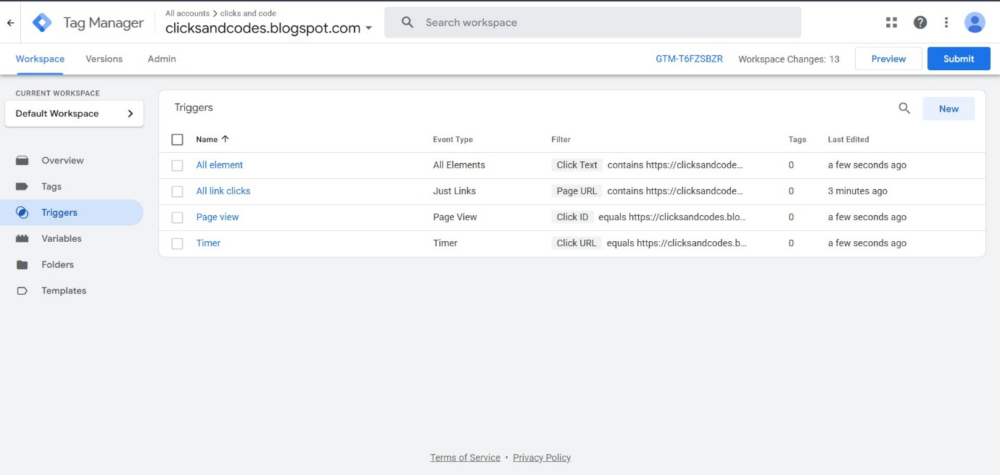 All accounts > clicks and code
Tag Manager
clicksandcodes.blogspot.com
Search workspace
Workspace Versions Admin
GTM-T6FZSBZR Workspace Changes: 13 Preview Submit
CURRENT WORKSPACE
Default Workspace
Overview
Tags
Triggers
Variables
Folders
Templates
Triggers
New
Name Event Type Filter Tags Last Edited
All element All Elements Click Text contains https://clicksandcode... 0 a few seconds ago
All link clicks Just Links Page URL contains https://clicksandcode... 0 3 minutes ago
Page view Page View Click ID equals https://clicksandcodes.blo... 0 a few seconds ago
Timer Timer Click URL equals https://clicksandcodes.b... 0 a few seconds ago
Terms of Service • Privacy Policy